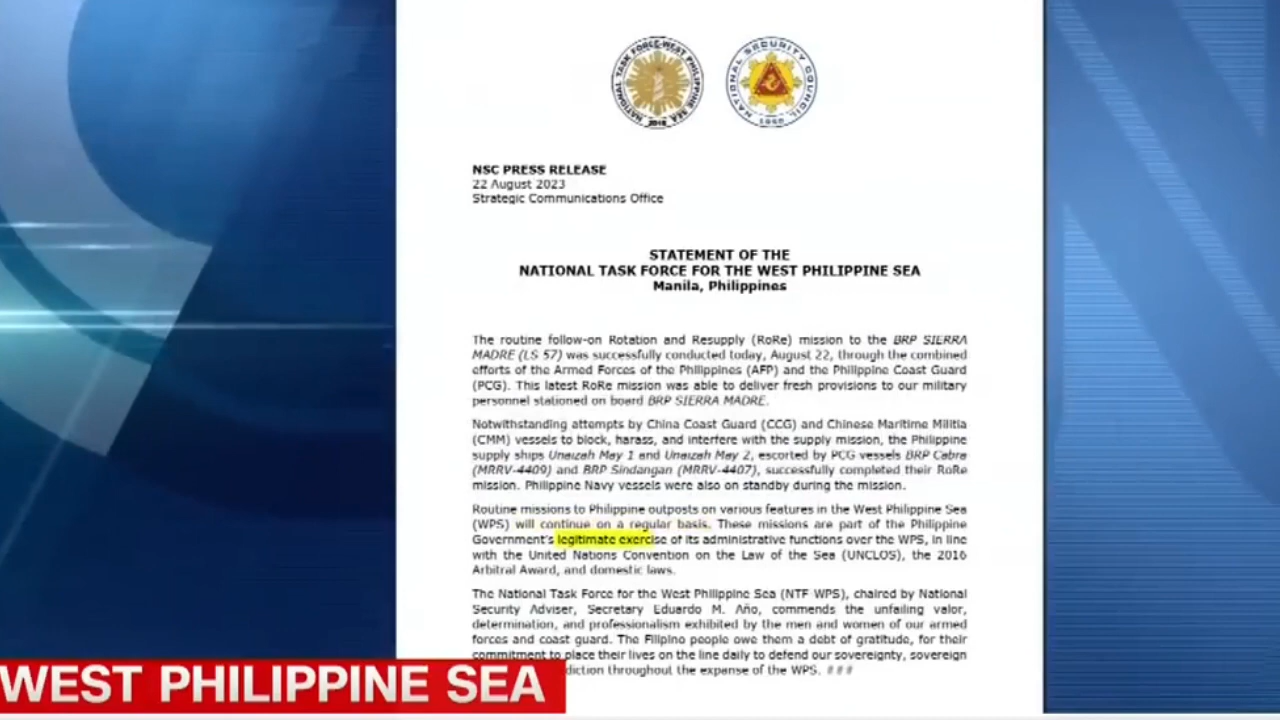 NATIONAL TASK FORCE-WEST PHILIPPINE SEA
2016
NATIONAL SECURITY COUNCIL
1950
NSC PRESS RELEASE
22 August 2023
Strategic Communications Office
STATEMENT OF THE
NATIONAL TASK FORCE FOR THE WEST PHILIPPINE SEA
Manila, Philippines
The routine follow-on Rotation and Resupply (RoRe) mission to the BRP SIERRA
MADRE (LS 57) was successfully conducted today, August 22, through the combined
efforts of the Armed Forces of the Philippines (AFP) and the Philippine Coast Guard
(PCG). This latest RoRe mission was able to deliver fresh provisions to our military
personnel stationed on board BRP SIERRA MADRE.
Notwithstanding attempts by China Coast Guard (CCG) and Chinese Maritime Militia
(CMM) vessels to block, harass, and interfere with the supply mission, the Philippine
supply ships Unaizah May 1 and Unaizah May 2, escorted by PCG vessels BRP Cabra
(MRRV-4409) and BRP Sindangan (MRRV-4407), successfully completed their RoRe
mission. Philippine Navy vessels were also on standby during the mission.
Routine missions to Philippine outposts on various features in the West Philippine Sea
(WPS) will continue on a regular basis. These missions are part of the Philippine
Government's legitimate exercise of its administrative functions over the WPS, in line
with the United Nations Convention on the Law of the Sea (UNCLOS), the 2016
Arbitral Award, and domestic laws.
The National Task Force for the West Philippine Sea (NTF WPS), chaired by National
Security Adviser, Secretary Eduardo M. Año, commends the unfailing valor,
determination, and professionalism exhibited by the men and women of our armed
forces and coast guard. The Filipino people owe them a debt of gratitude, for their
commitment to place their lives on the line daily to defend our sovereignty, sovereign
diction throughout the expanse of the WPS. ###
WEST PHILIPPINE SEA